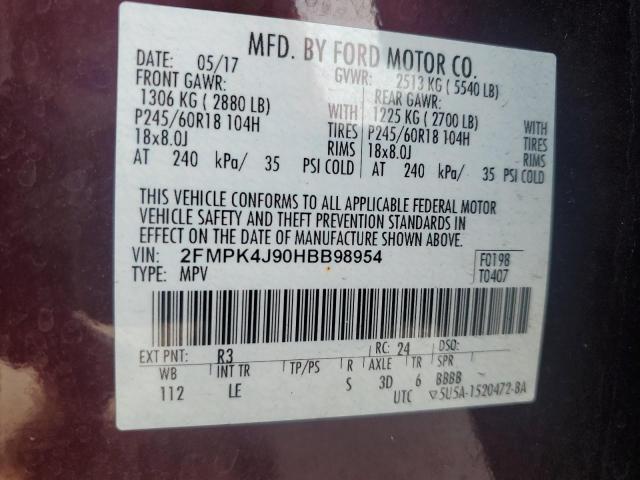 MFD. BY FORD MOTOR CO.
DATE: 05/17 GVWR: 2513 KG ( 5540 LB)
FRONT GAWR: REAR GAWR:
1306 KG ( 2880 LB) WITH 1225 KG ( 2700 LB) WITH
P245/60R18 104H TIRES P245/60R18 104H TIRES
18x8.0J RIMS 18x8.0J RIMS
AT 240 kPa/ 35 PSI COLD AT 240 kPa/ 35 PSI COLD
THIS VEHICLE CONFORMS TO ALL APPLICABLE FEDERAL MOTOR
VEHICLE SAFETY AND THEFT PREVENTION STANDARDS IN
EFFECT ON THE DATE OF MANUFACTURE SHOWN ABOVE.
VIN: 2FMPK4J90HBB98954 F0198
TYPE: MPV T0407
EXT PNT: R3 RC: 24 DSO:
WB INT TR TP/PS R AXLE TR SPR
112 LE S 3D 6 BBBB
UTC 5U5A-1520472-BA